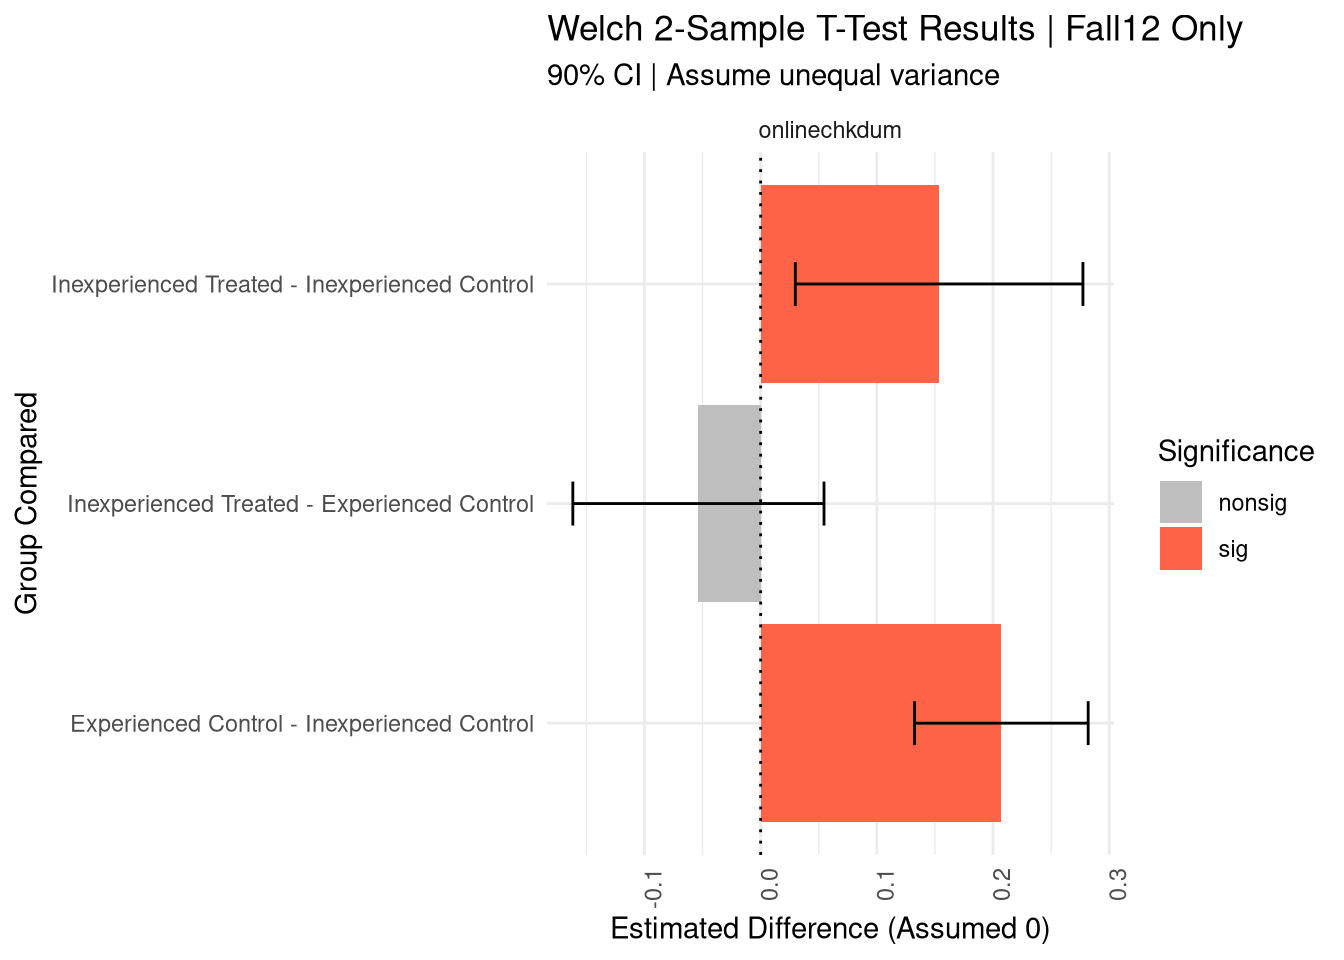 Welch 2-Sample T-Test Results | Fall12 Only
90% CI | Assume unequal variance
onlinechkdum
Inexperienced Treated - Inexperienced Control
Inexperienced Treated - Experienced Control
Experienced Control - Inexperienced Control
Group Compared
-0.1
0.0
0.1
0.2
0.3
Estimated Difference (Assumed 0)
Significance
nonsig
sig